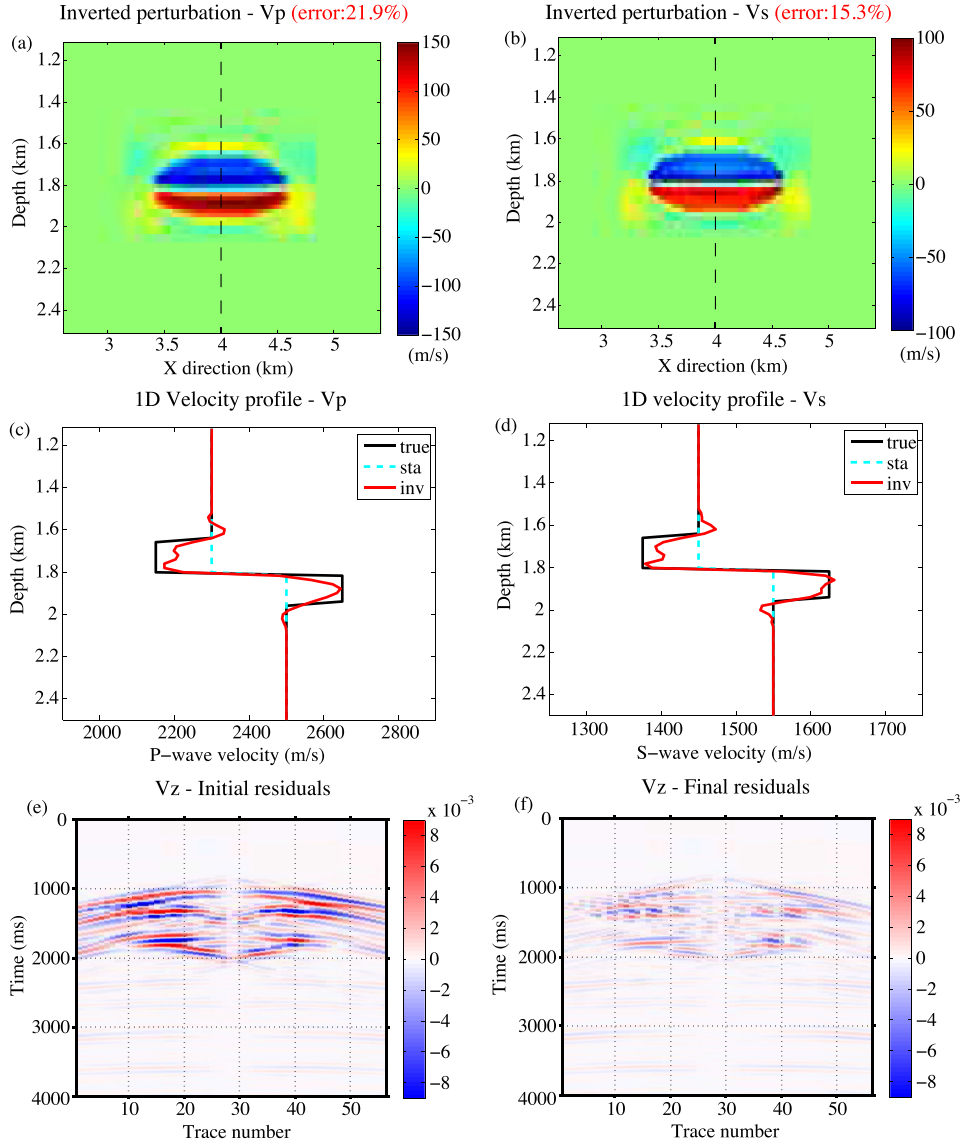 Inverted perturbation - Vp (error:21.9%)
(a)
1.2
1.4
1.6
1.8
2
2.2
2.4
Depth (km)
3 3.5 4 4.5 5
X direction (km)
150
100
50
0
−50
−100
−150
(m/s)
Inverted perturbation - Vs (error:15.3%)
(b)
1.2
1.4
1.6
1.8
2
2.2
2.4
Depth (km)
3 3.5 4 4.5 5
X direction (km)
100
50
0
−50
−100
(m/s)
1D Velocity profile - Vp
(c)
1.2
1.4
1.6
1.8
2
2.2
2.4
Depth (km)
true
sta
inv
2000 2200 2400 2600 2800
P−wave velocity (m/s)
1D velocity profile - Vs
(d)
1.2
1.4
1.6
1.8
2
2.2
2.4
Depth (km)
true
sta
inv
1300 1400 1500 1600 1700
S−wave velocity (m/s)
Vz - Initial residuals
(e)
0
1000
2000
3000
4000
Time (ms)
10 20 30 40 50
Trace number
x 10−3
8
6
4
2
0
−2
−4
−6
−8
Vz - Final residuals
(f)
0
1000
2000
3000
4000
Time (ms)
10 20 30 40 50
Trace number
x 10−3
8
6
4
2
0
−2
−4
−6
−8